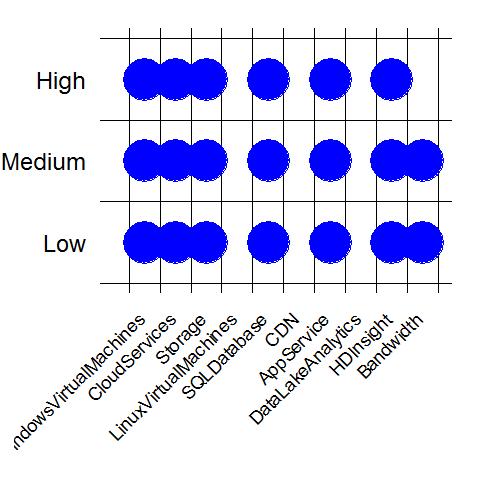 High
Medium
Low
ndowsVirtualMachines
CloudServices
Storage
LinuxVirtualMachines
SQLDatabase
CDN
AppService
DataLakeAnalytics
HDInsight
Bandwidth